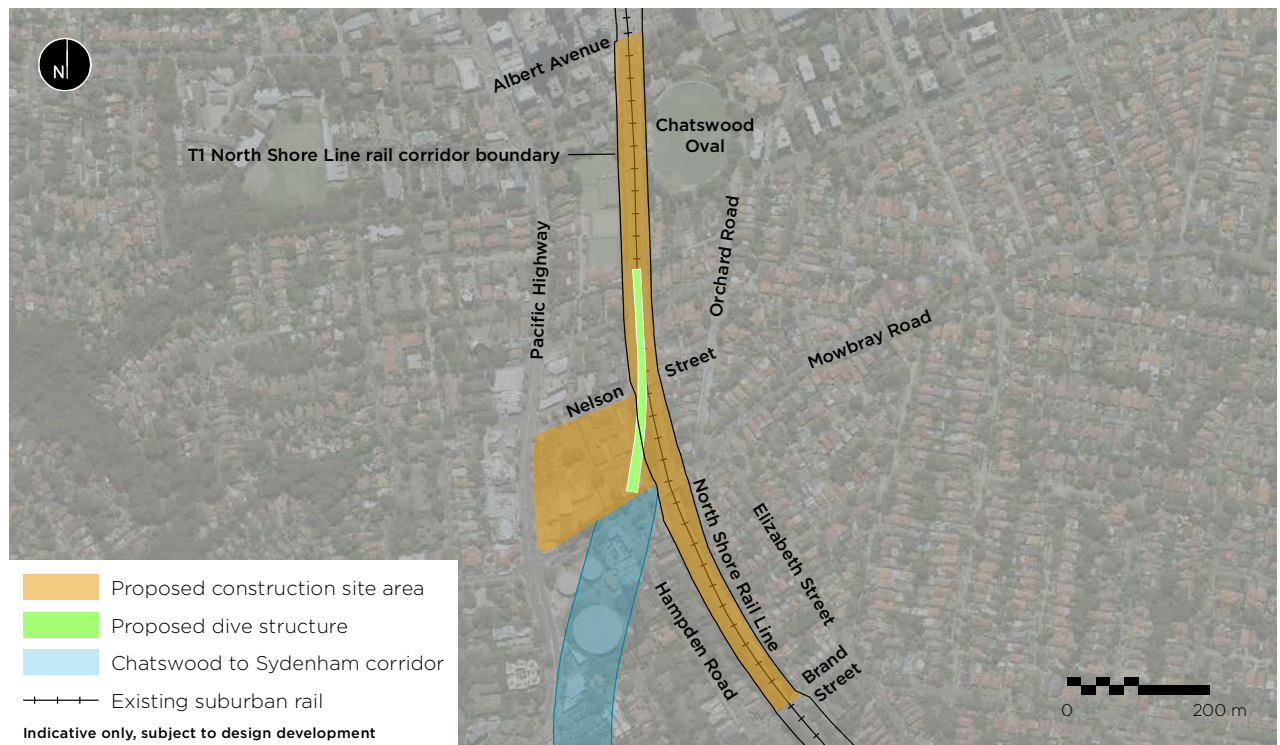 N
Albert Avenue
Chatswood
Oval
T1 North Shore Line rail corridor boundary
Pacific Highway
Orchard Road
Mowbray Road
Nelson
Street
North Shore Rail Line
Elizabeth Street
Hampden Road
Brand
Street
Proposed construction site area
Proposed dive structure
Chatswood to Sydenham corridor
Existing suburban rail
Indicative only, subject to design development
0
200 m